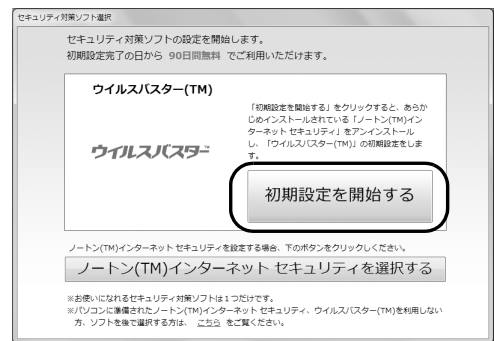 セキュリティ対策ソフト選択
セキュリティ対策ソフトの設定を開始します。
初期設定完了の日から 90日間無料 でご利用いただけます。
ウイルスバスター(TM)
「初期設定を開始する」をクリックすると、あらか
じめインストールされている「ノートン(TM)イン
ターネット セキュリティ」をアンインストール
し、「ウイルスバスター(TM)」の初期設定をしま
す。
ウイルスバスター™
初期設定を開始する
ノートン(TM)インターネット セキュリティを設定する場合、下のボタンをクリックしください。
ノートン(TM)インターネット セキュリティを選択する
※お使いになれるセキュリティ対策ソフトは１つだけです。
※パソコンに準備されたノートン(TM)インターネット セキュリティ、ウイルスバスター(TM)を利用しない
方、ソフトを後で選択する方は、 こちら をご覧ください。